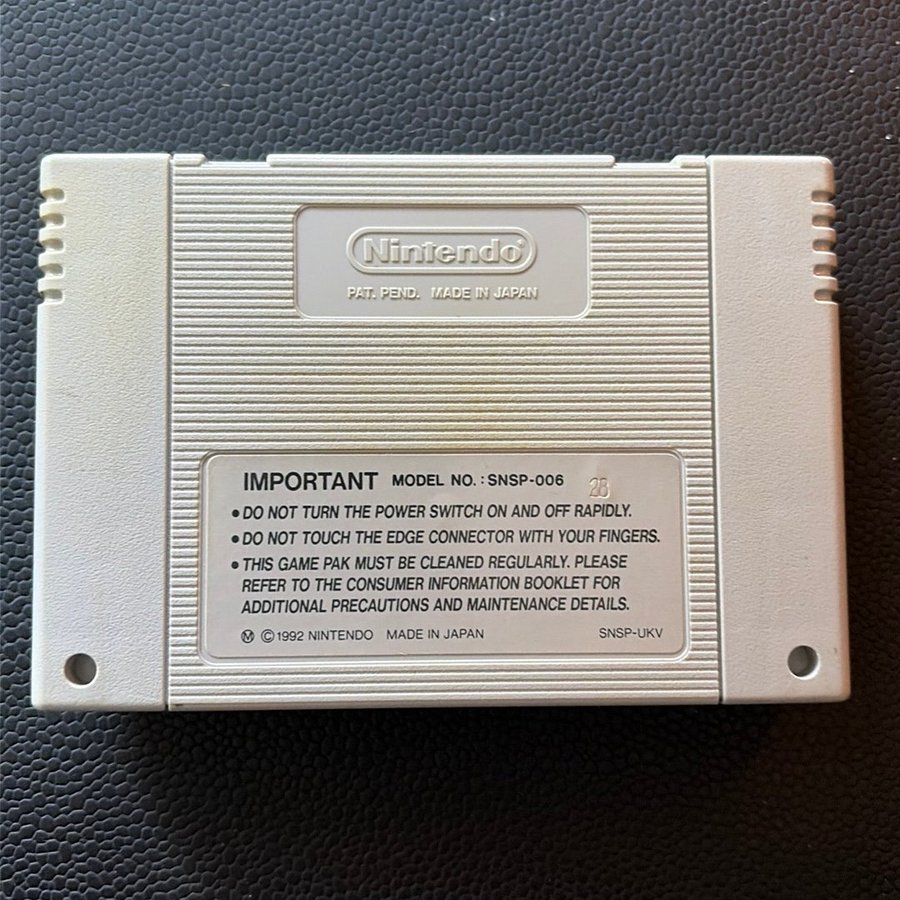 Nintendo®
PAT. PEND. MADE IN JAPAN
IMPORTANT MODEL NO. : SNSP-006 28
• DO NOT TURN THE POWER SWITCH ON AND OFF RAPIDLY.
• DO NOT TOUCH THE EDGE CONNECTOR WITH YOUR FINGERS.
• THIS GAME PAK MUST BE CLEANED REGULARLY. PLEASE
REFER TO THE CONSUMER INFORMATION BOOKLET FOR
ADDITIONAL PRECAUTIONS AND MAINTENANCE DETAILS.
Ⓜ © 1992 NINTENDO MADE IN JAPAN SNSP-UKV